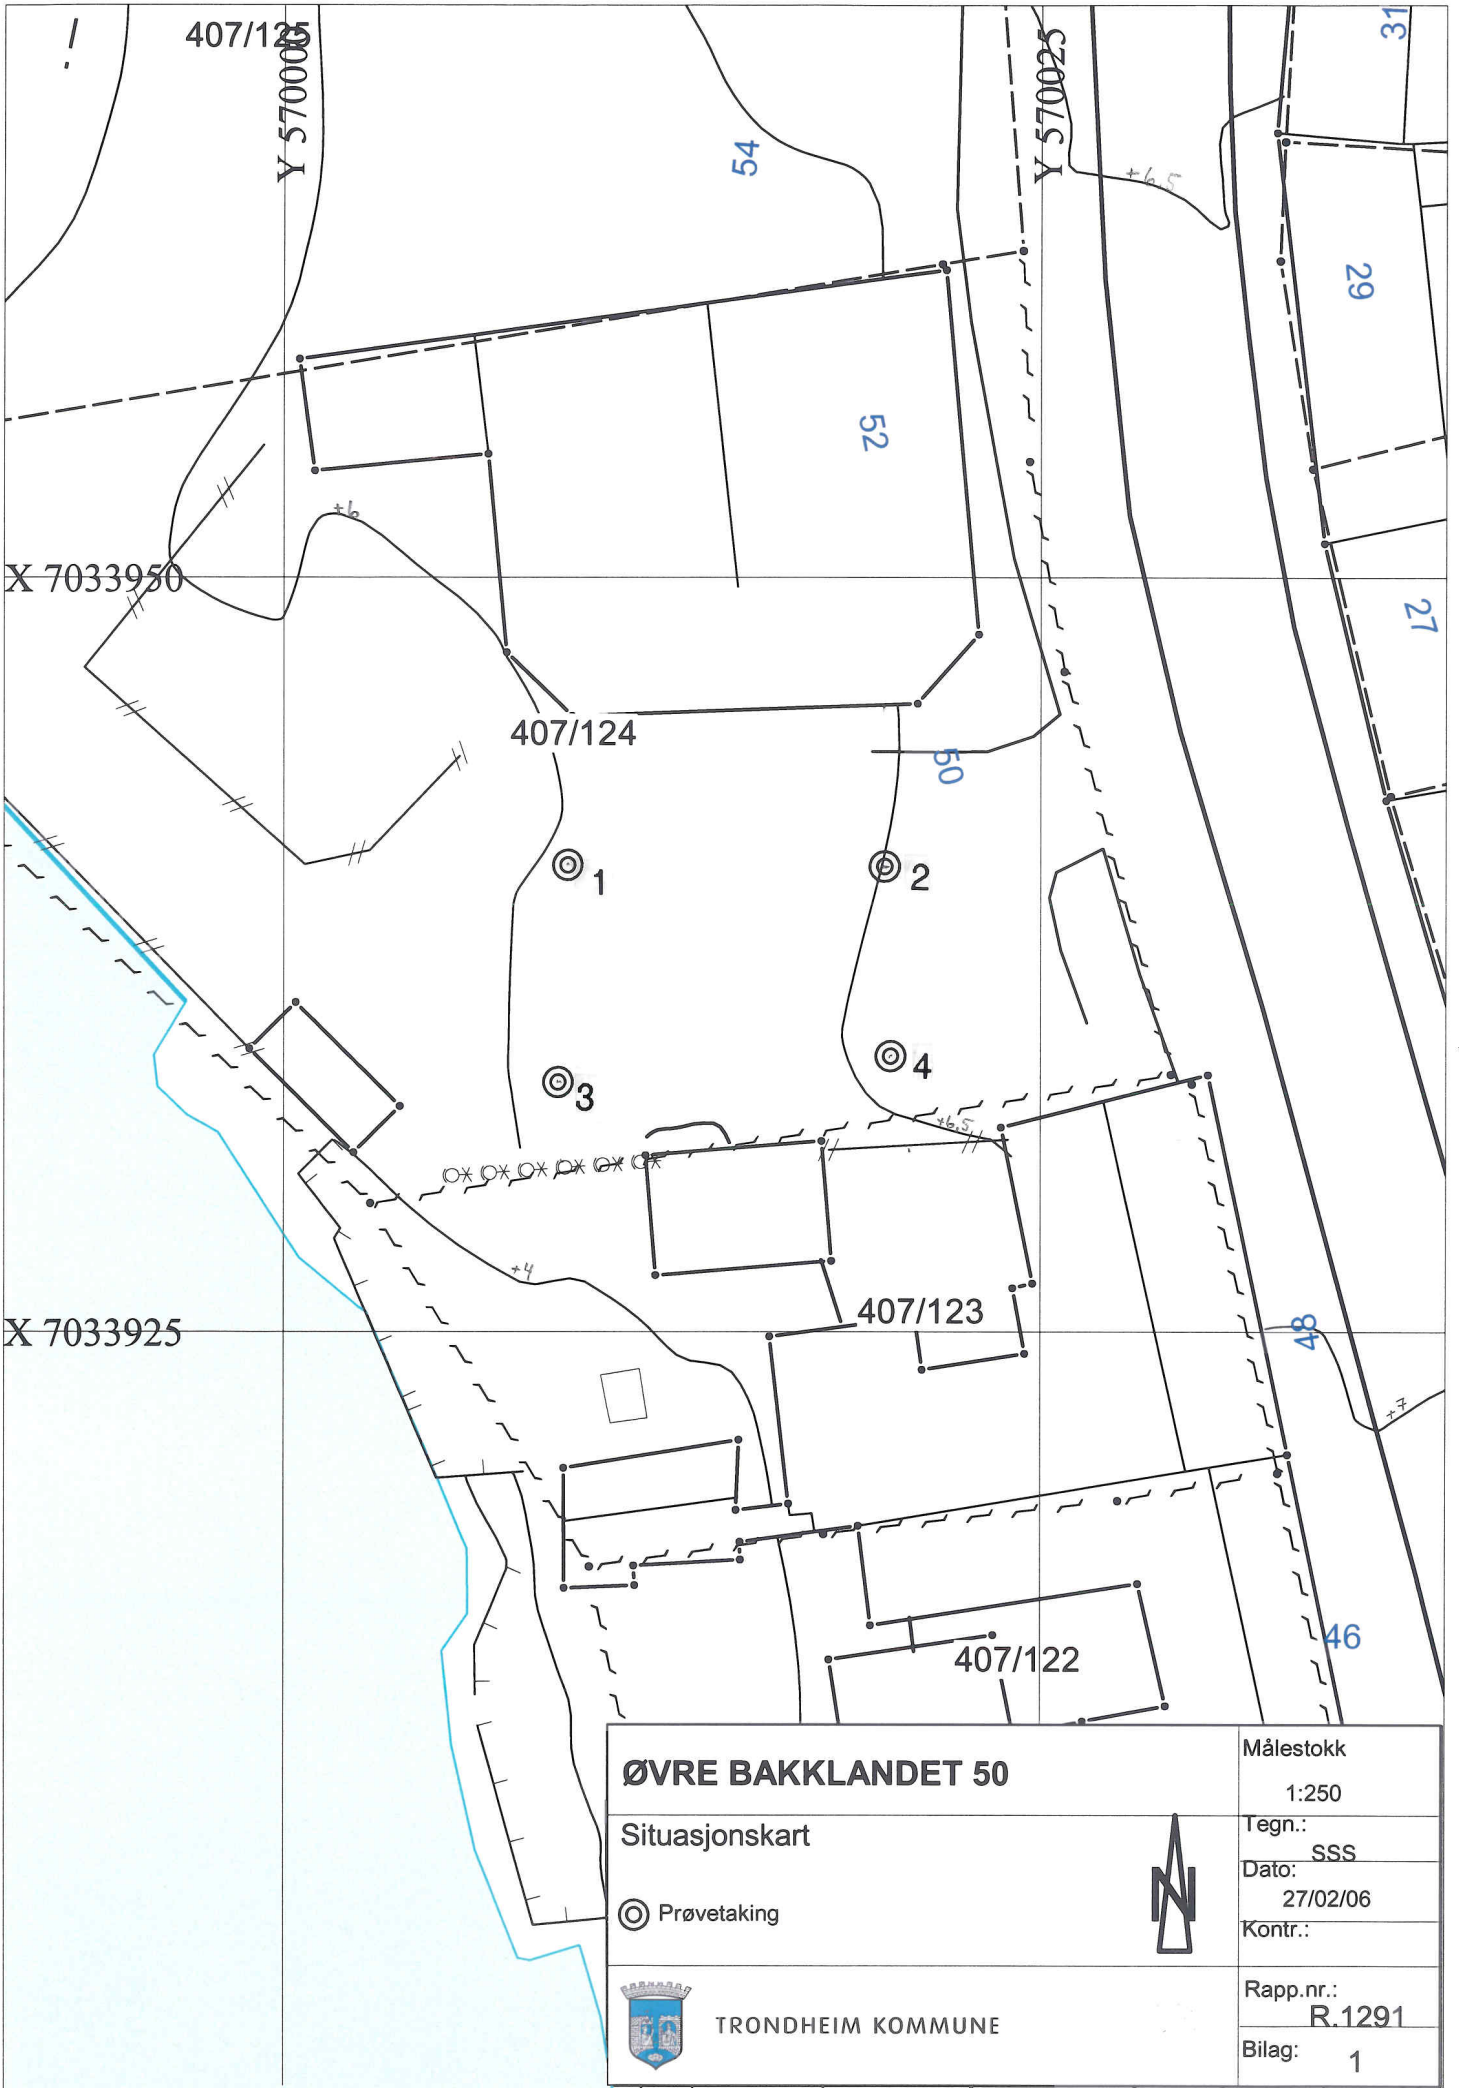 407/125
Y 570000
Y 570025
31
54
+6.5
29
52
+6
X 7033950
27
407/124
50
1
2
3
4
+6.5
+4
407/123
X 7033925
48
+7
46
407/122
ØVRE BAKKLANDET 50
Målestokk
1:250
Situasjonskart
Tegn.:
SSS
Dato:
27/02/06
Prøvetaking
N
Kontr.:
Rapp.nr.:
R.1291
TRONDHEIM KOMMUNE
Bilag:
1